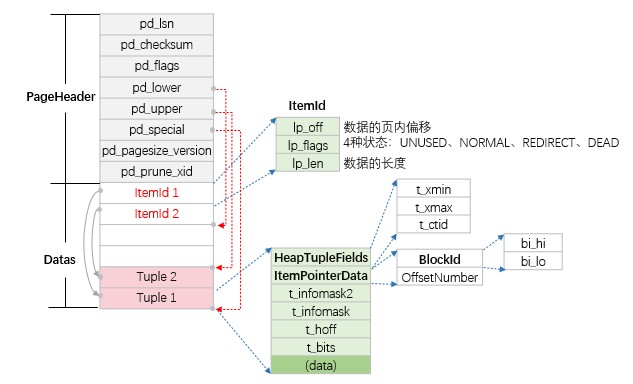 pd_lsn
pd_checksum
pd_flags
pd_lower
PageHeader
pd_upper
pd_special
pd_pagesize_version
pd_prune_xid
ItemId 1
ItemId 2
Datas
Tuple 2
Tuple 1
ItemId
lp_off 数据的页内偏移
lp_flags 4种状态：UNUSED、NORMAL、REDIRECT、DEAD
lp_len 数据的长度
t_xmin
t_xmax
t_ctid
HeapTupleFields
ItemPointerData
t_infomask2
t_infomask
t_hoff
t_bits
(data)
BlockId
OffsetNumber
bi_hi
bi_lo